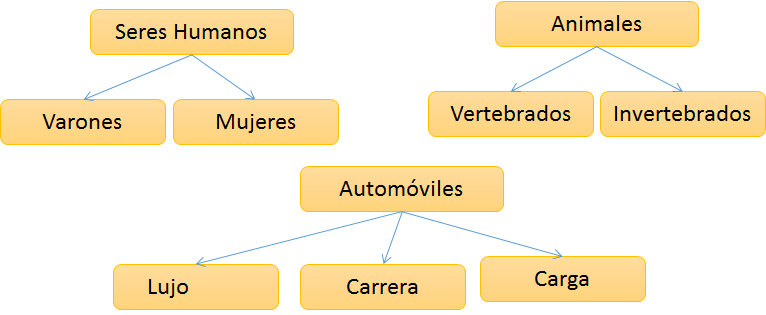 Seres Humanos
Animales
Varones
Mujeres
Vertebrados
Invertebrados
Automóviles
Lujo
Carrera
Carga